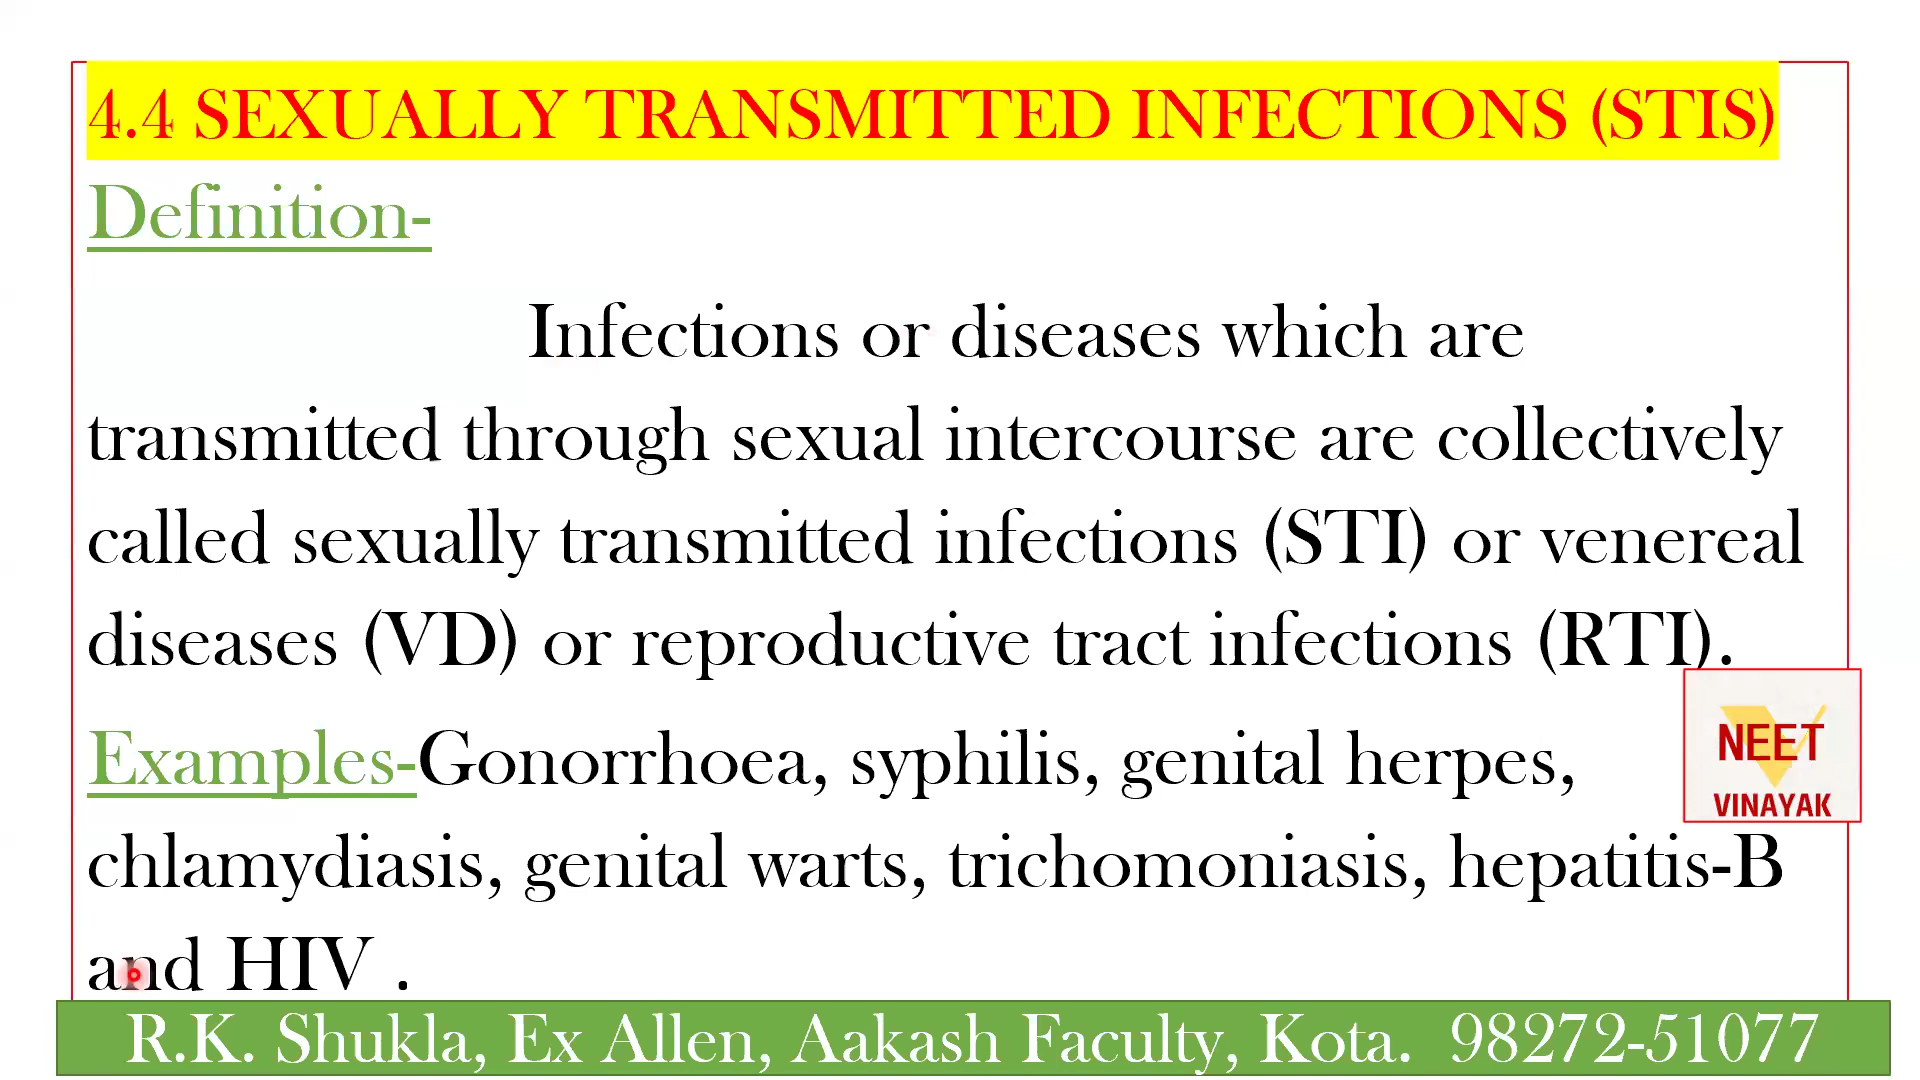 4.4 SEXUALLY TRANSMITTED INFECTIONS (STIS)
Definition-
Infections or diseases which are
transmitted through sexual intercourse are collectively
called sexually transmitted infections (STI) or venereal
diseases (VD) or reproductive tract infections (RTI).
Examples-Gonorrhoea, syphilis, genital herpes,
chlamydiasis, genital warts, trichomoniasis, hepatitis-B
and HIV .
NEET
VINAYAK
R.K. Shukla, Ex Allen, Aakash Faculty, Kota. 98272-51077